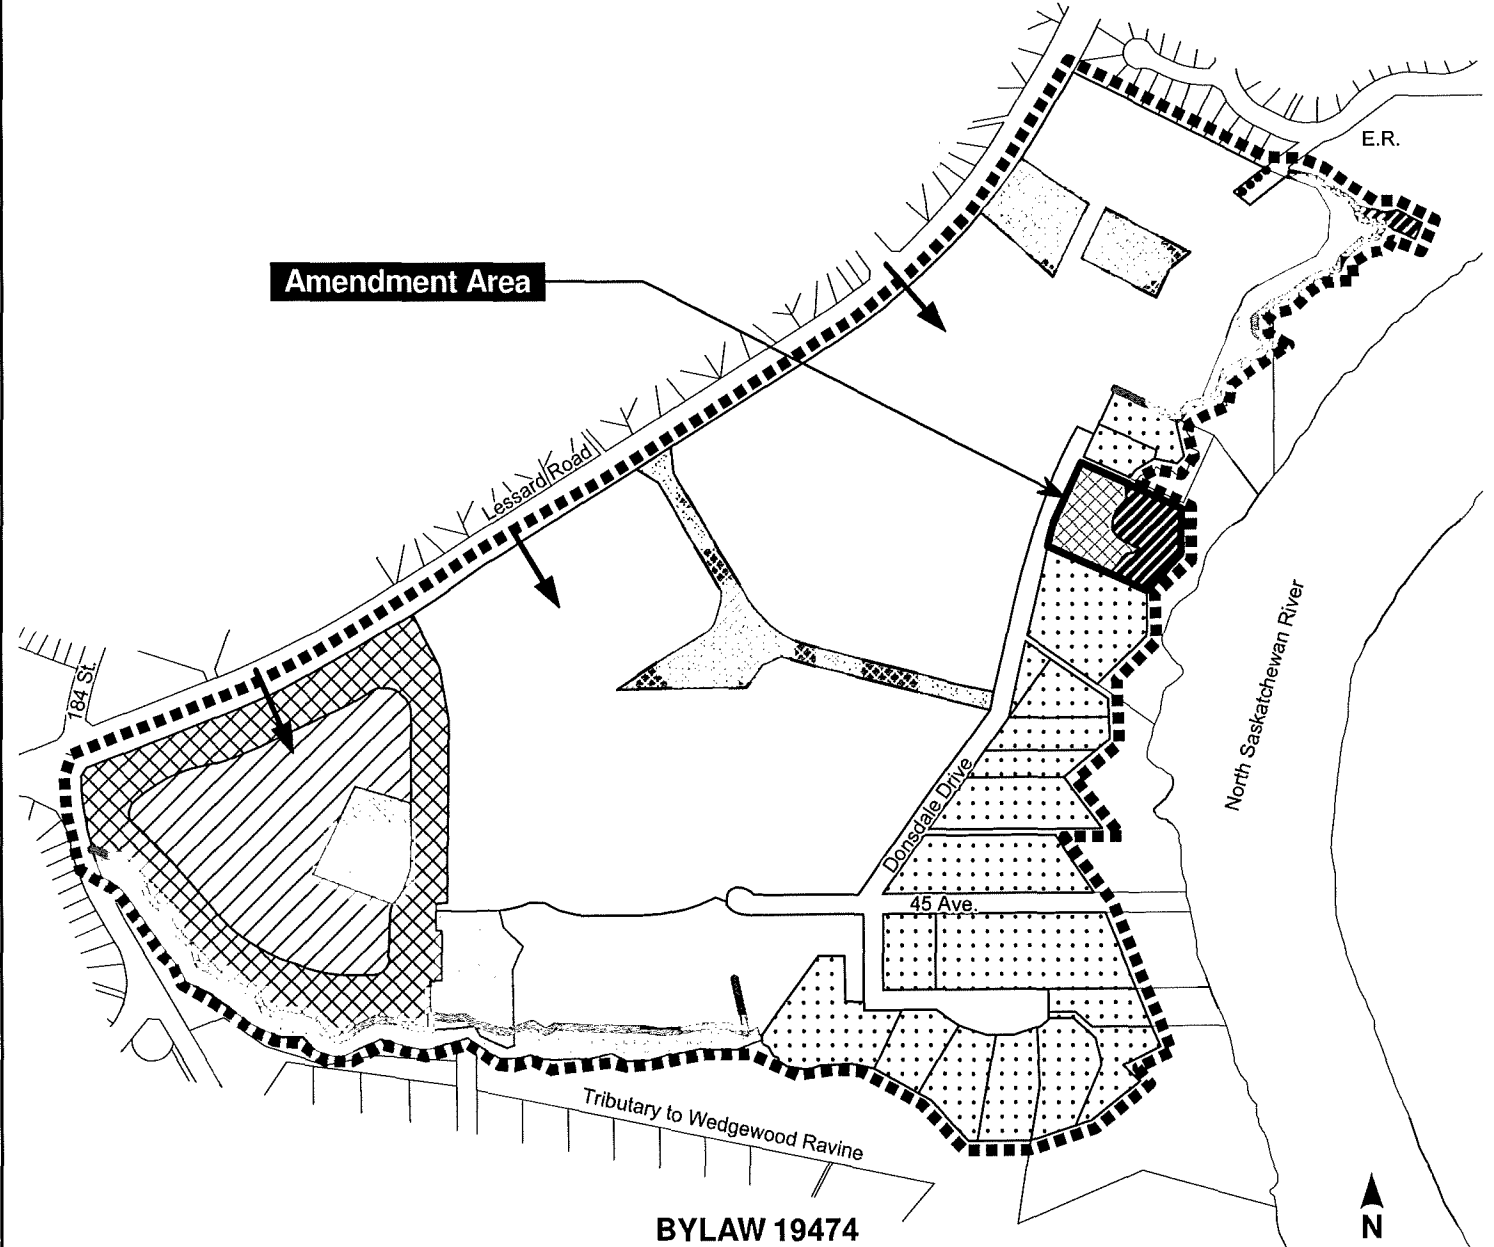 E.R.
Amendment Area
Lessard Road
184 St.
North Saskatchewan River
Donsdale Drive
45 Ave.
Tributary to Wedgewood Ravine
BYLAW 19474
N